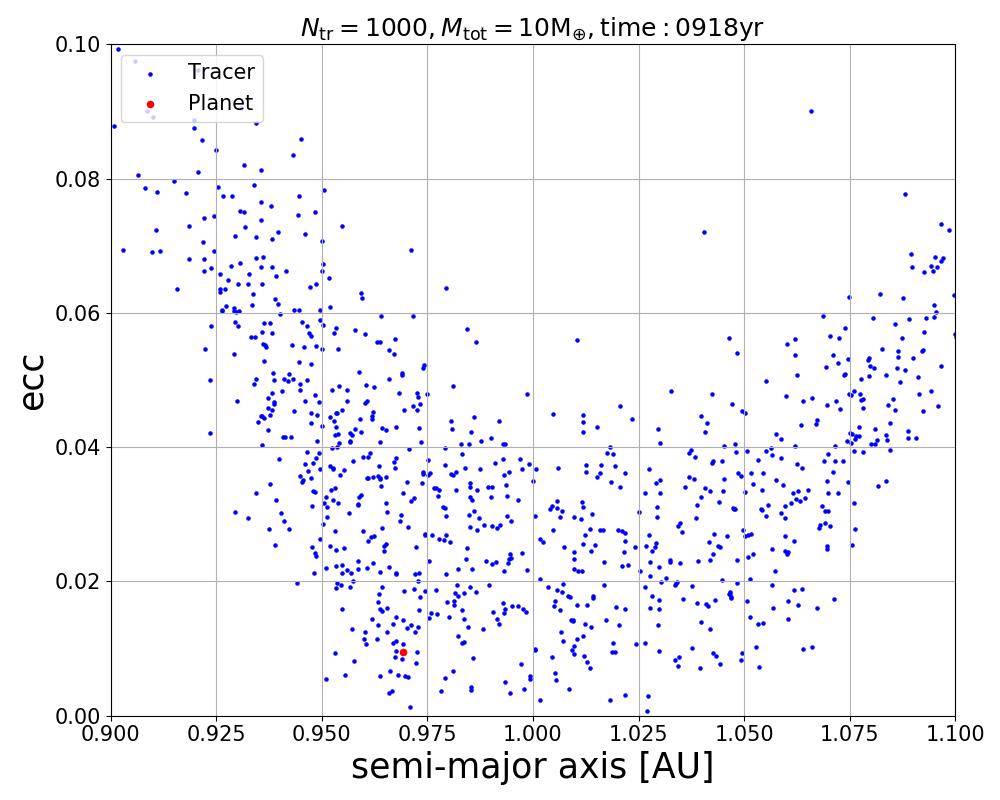 N_tr = 1000, M_tot = 10M_⊕, time : 0918yr
0.10
0.08
0.06
0.04
0.02
0.00
ecc
Tracer
Planet
0.900 0.925 0.950 0.975 1.000 1.025 1.050 1.075 1.100
semi-major axis [AU]